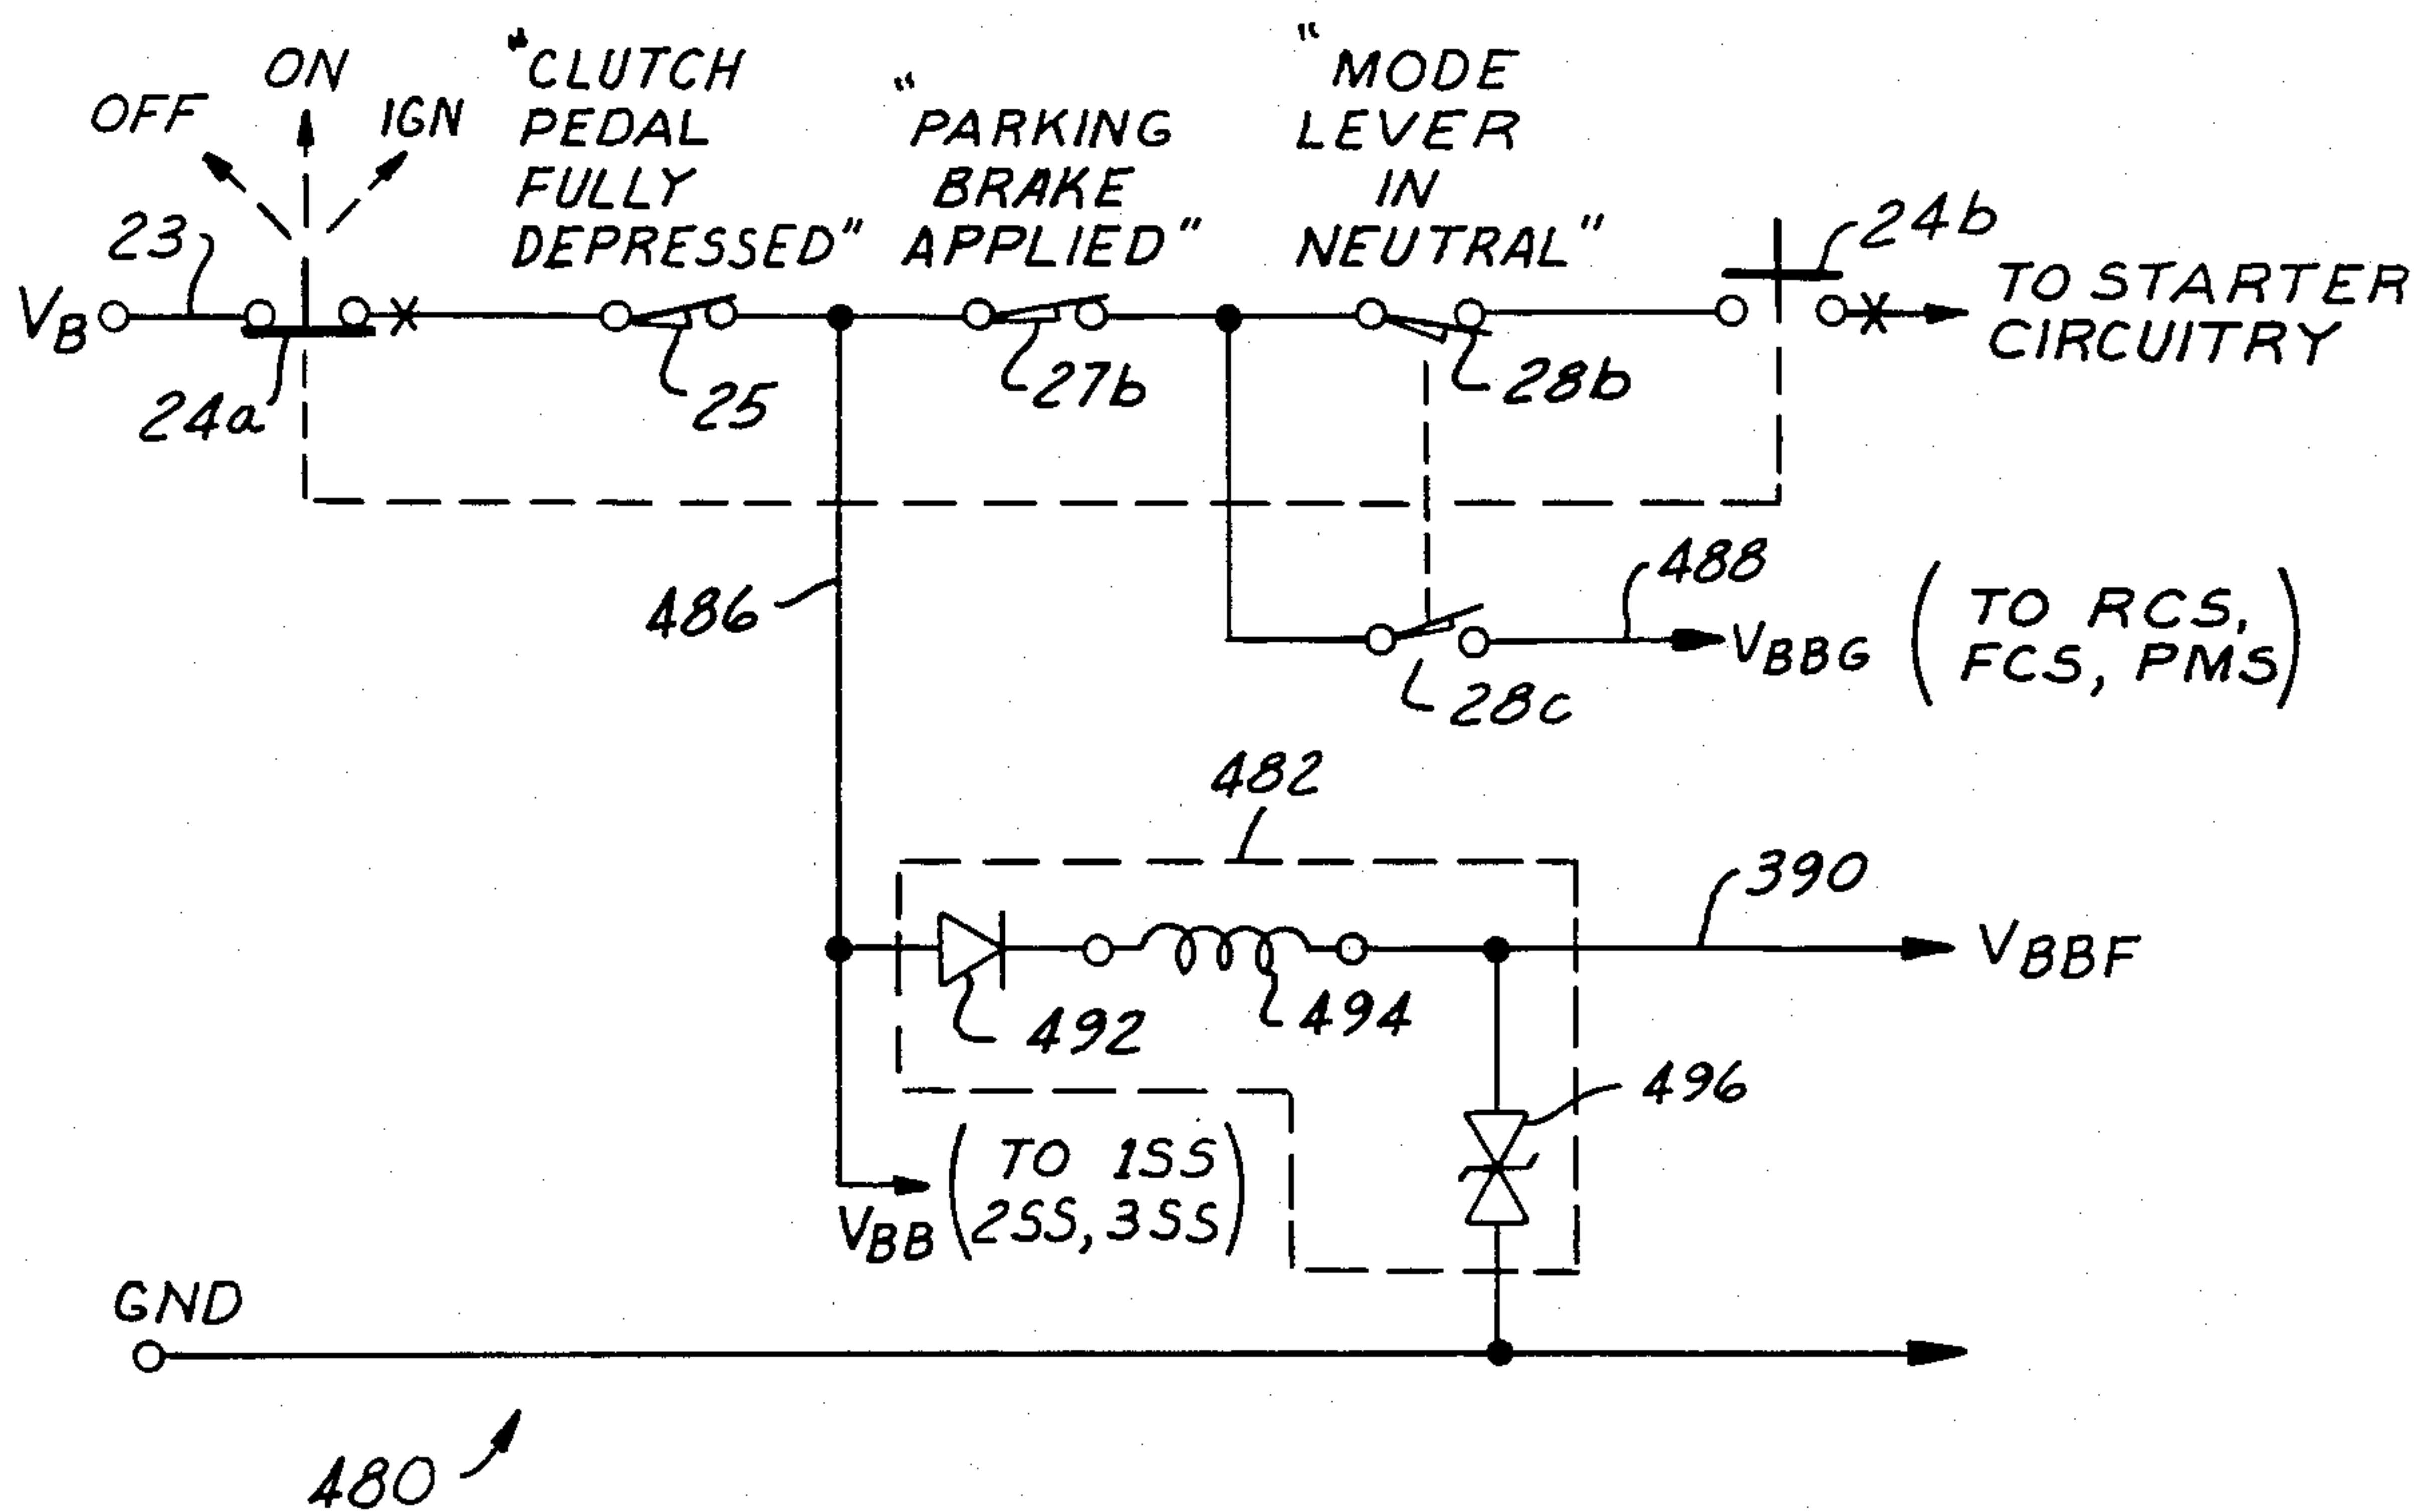 OFF
ON
IGN
"CLUTCH
PEDAL
FULLY
DEPRESSED"
"PARKING
BRAKE
APPLIED"
"MODE
LEVER
IN
NEUTRAL"
24b
23
VB
TO STARTER
CIRCUITRY
24a
25
27b
28b
486
488
VBBG
(TO RCS,
FCS, PMS)
28c
482
390
VBBF
492
494
496
VBB
(TO 1SS
2SS, 3SS)
GND
480